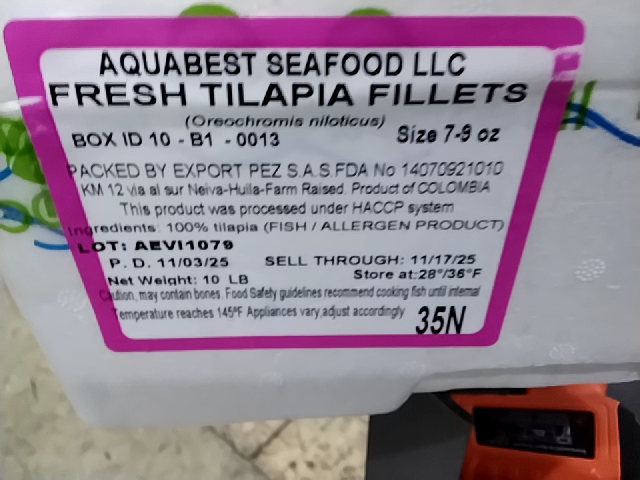 AQUABEST SEAFOOD LLC
FRESH TILAPIA FILLETS
(Oreochromis niloticus)
BOX ID 10 - B1 - 0013 Size 7-9 oz
PACKED BY EXPORT PEZ S.A.S.FDA No 14070921010
KM 12 via al sur Neiva-Huila-Farm Raised. Product of COLOMBIA
This product was processed under HACCP system
Ingredients: 100% tilapia (FISH / ALLERGEN PRODUCT)
LOT: AEVI1079
P. D. 11/03/25 SELL THROUGH: 11/17/25
Net Weight: 10 LB Store at:28°/36°F
Caution, may contain bones. Food Safety guidelines recommend cooking fish until internal
Temperature reaches 145ºF Appliances vary,adjust accordingly
35N